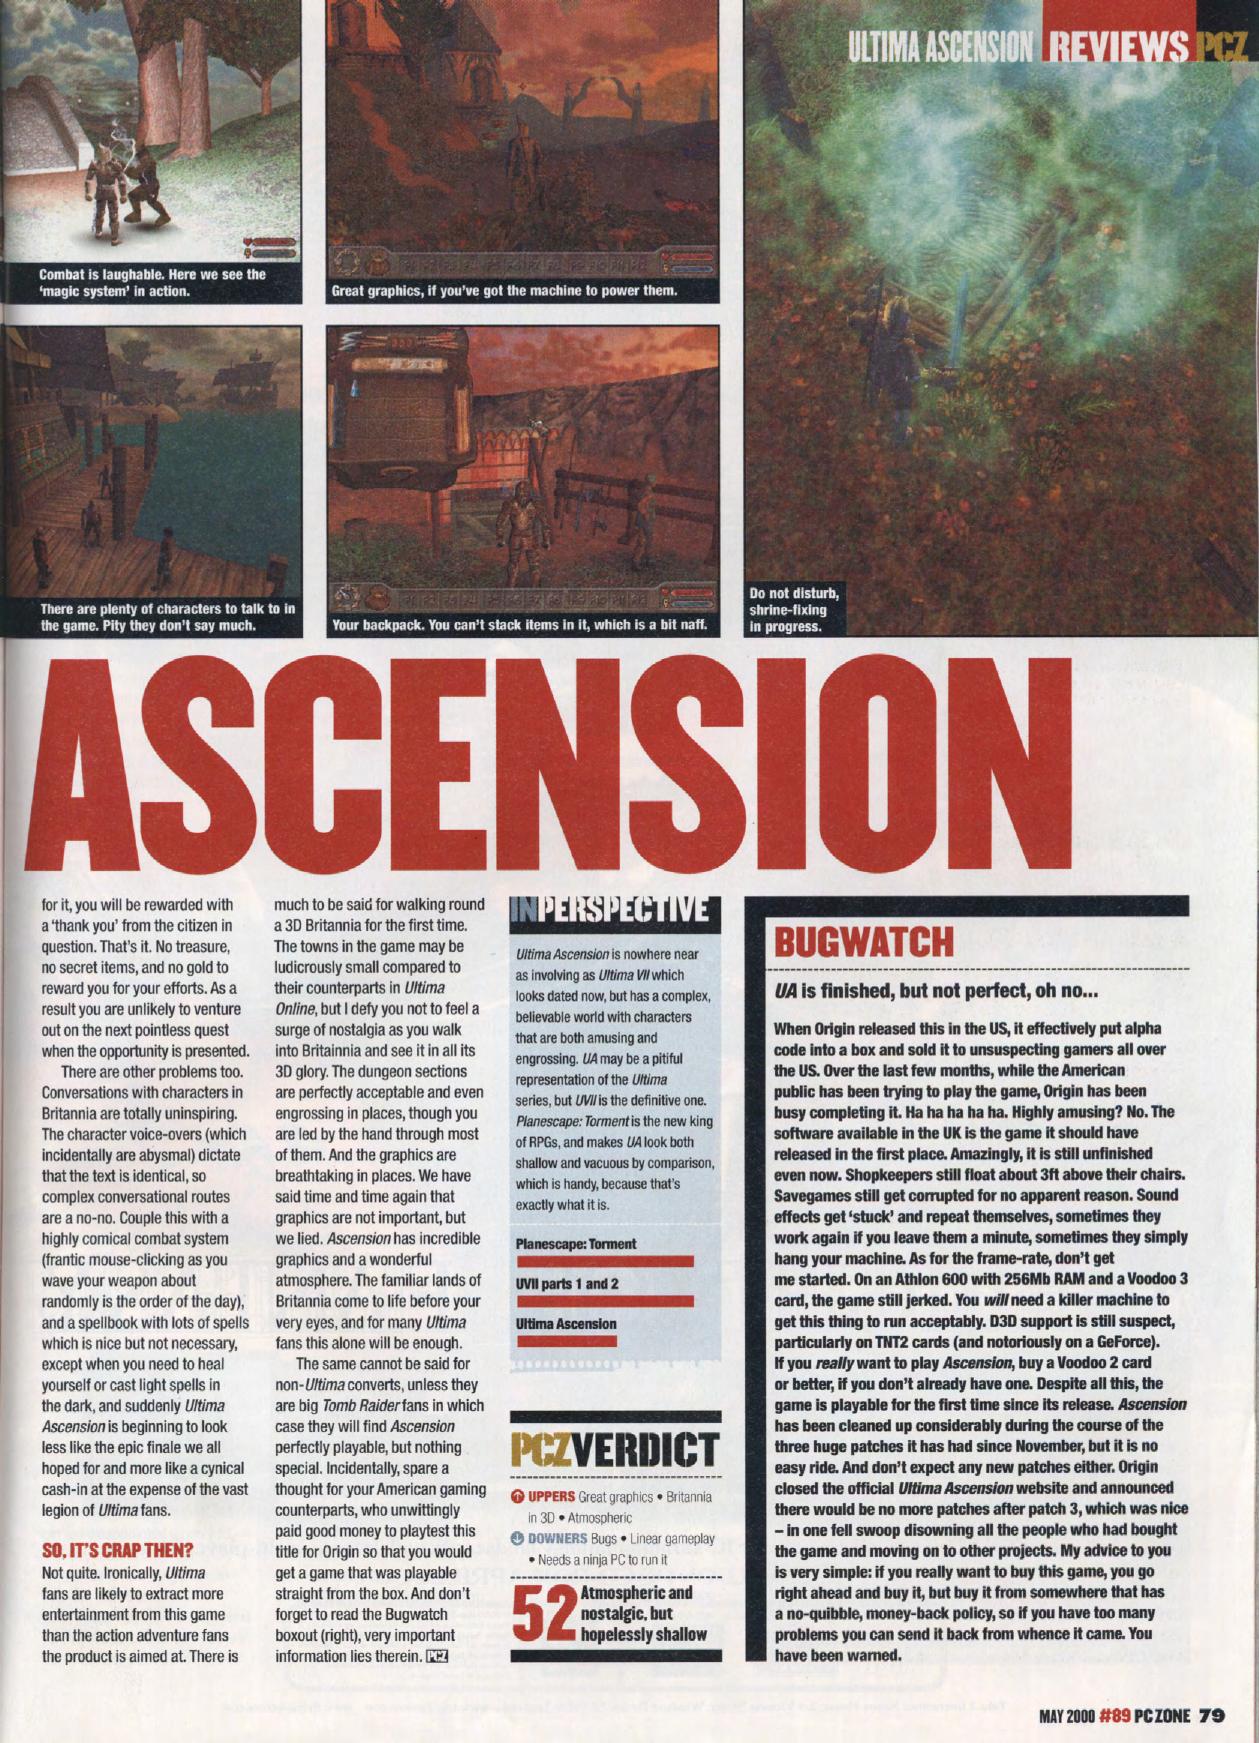 ULTIMA ASCENSION REVIEWS PCZ
Combat is laughable. Here we see the
'magic system' in action.
Great graphics, if you've got the machine to power them.
There are plenty of characters to talk to in
the game. Pity they don't say much.
Your backpack. You can't stack items in it, which is a bit naff.
Do not disturb,
shrine-fixing
in progress.
ASCENSION
for it, you will be rewarded with
a 'thank you' from the citizen in
question. That's it. No treasure,
no secret items, and no gold to
reward you for your efforts. As a
result you are unlikely to venture
out on the next pointless quest
when the opportunity is presented.
There are other problems too.
Conversations with characters in
Britannia are totally uninspiring.
The character voice-overs (which
incidentally are abysmal) dictate
that the text is identical, so
complex conversational routes
are a no-no. Couple this with a
highly comical combat system
(frantic mouse-clicking as you
wave your weapon about
randomly is the order of the day),
and a spellbook with lots of spells
which is nice but not necessary,
except when you need to heal
yourself or cast light spells in
the dark, and suddenly Ultima
Ascension is beginning to look
less like the epic finale we all
hoped for and more like a cynical
cash-in at the expense of the vast
legion of Ultima fans.
SO, IT'S CRAP THEN?
Not quite. Ironically, Ultima
fans are likely to extract more
entertainment from this game
than the action adventure fans
the product is aimed at. There is
much to be said for walking round
a 3D Britannia for the first time.
The towns in the game may be
ludicrously small compared to
their counterparts in Ultima
Online, but I defy you not to feel a
surge of nostalgia as you walk
into Britainnia and see it in all its
3D glory. The dungeon sections
are perfectly acceptable and even
engrossing in places, though you
are led by the hand through most
of them. And the graphics are
breathtaking in places. We have
said time and time again that
graphics are not important, but
we lied. Ascension has incredible
graphics and a wonderful
atmosphere. The familiar lands of
Britannia come to life before your
very eyes, and for many Ultima
fans this alone will be enough.
The same cannot be said for
non-Ultima converts, unless they
are big Tomb Raider fans in which
case they will find Ascension
perfectly playable, but nothing
special. Incidentally, spare a
thought for your American gaming
counterparts, who unwittingly
paid good money to playtest this
title for Origin so that you would
get a game that was playable
straight from the box. And don't
forget to read the Bugwatch
boxout (right), very important
information lies therein. PCZ
INPERSPECTIVE
Ultima Ascension is nowhere near
as involving as Ultima VII which
looks dated now, but has a complex,
believable world with characters
that are both amusing and
engrossing. UA may be a pitiful
representation of the Ultima
series, but UVII is the definitive one.
Planescape: Torment is the new king
of RPGs, and makes UA look both
shallow and vacuous by comparison,
which is handy, because that's
exactly what it is.
Planescape: Torment
UVII parts 1 and 2
Ultima Ascension
PCZVERDICT
UPPERS Great graphics • Britannia
in 3D • Atmospheric
DOWNERS Bugs • Linear gameplay
• Needs a ninja PC to run it
52
Atmospheric and
nostalgic, but
hopelessly shallow
BUGWATCH
UA is finished, but not perfect, oh no...
When Origin released this in the US, it effectively put alpha
code into a box and sold it to unsuspecting gamers all over
the US. Over the last few months, while the American
public has been trying to play the game, Origin has been
busy completing it. Ha ha ha ha ha. Highly amusing? No. The
software available in the UK is the game it should have
released in the first place. Amazingly, it is still unfinished
even now. Shopkeepers still float about 3ft above their chairs.
Savegames still get corrupted for no apparent reason. Sound
effects get 'stuck' and repeat themselves, sometimes they
work again if you leave them a minute, sometimes they simply
hang your machine. As for the frame-rate, don't get
me started. On an Athlon 600 with 256Mb RAM and a Voodoo 3
card, the game still jerked. You will need a killer machine to
get this thing to run acceptably. D3D support is still suspect,
particularly on TNT2 cards (and notoriously on a GeForce).
If you really want to play Ascension, buy a Voodoo 2 card
or better, if you don't already have one. Despite all this, the
game is playable for the first time since its release. Ascension
has been cleaned up considerably during the course of the
three huge patches it has had since November, but it is no
easy ride. And don't expect any new patches either. Origin
closed the official Ultima Ascension website and announced
there would be no more patches after patch 3, which was nice
– in one fell swoop disowning all the people who had bought
the game and moving on to other projects. My advice to you
is very simple: if you really want to buy this game, you go
right ahead and buy it, but buy it from somewhere that has
a no-quibble, money-back policy, so if you have too many
problems you can send it back from whence it came. You
have been warned.
MAY 2000 #89 PC ZONE 79